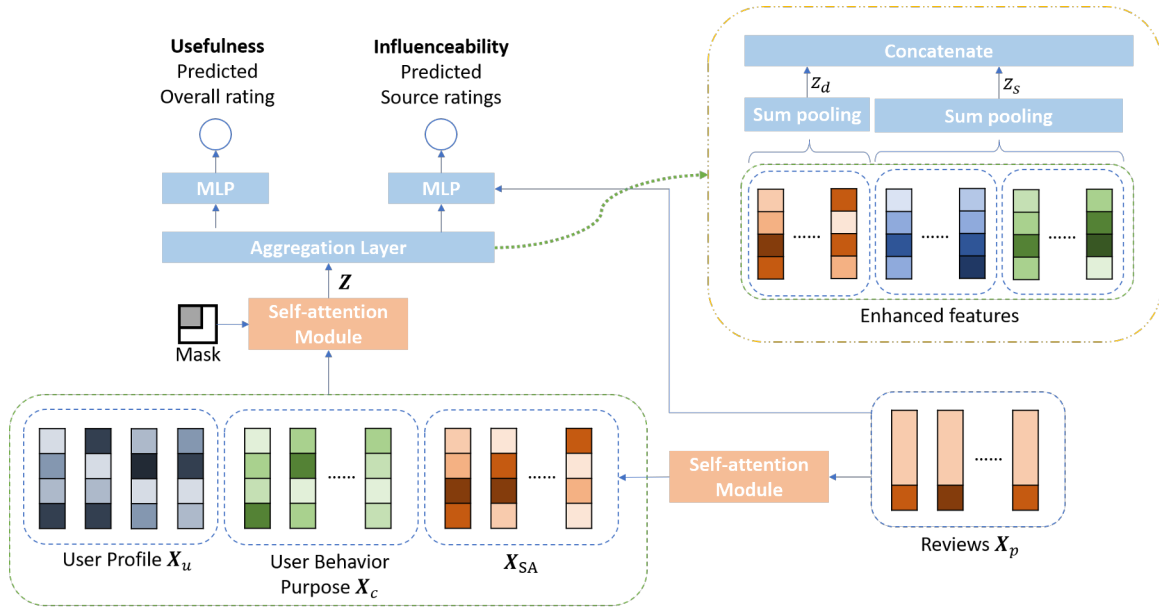 Usefulness
Predicted
Overall rating
Influenceability
Predicted
Source ratings
MLP
MLP
Aggregation Layer
Z
Self-attention
Module
Mask
User Profile X_u
User Behavior
Purpose X_c
X_SA
Self-attention
Module
Reviews X_p
Concatenate
z_d
z_s
Sum pooling
Sum pooling
......
......
......
Enhanced features
......
......
......